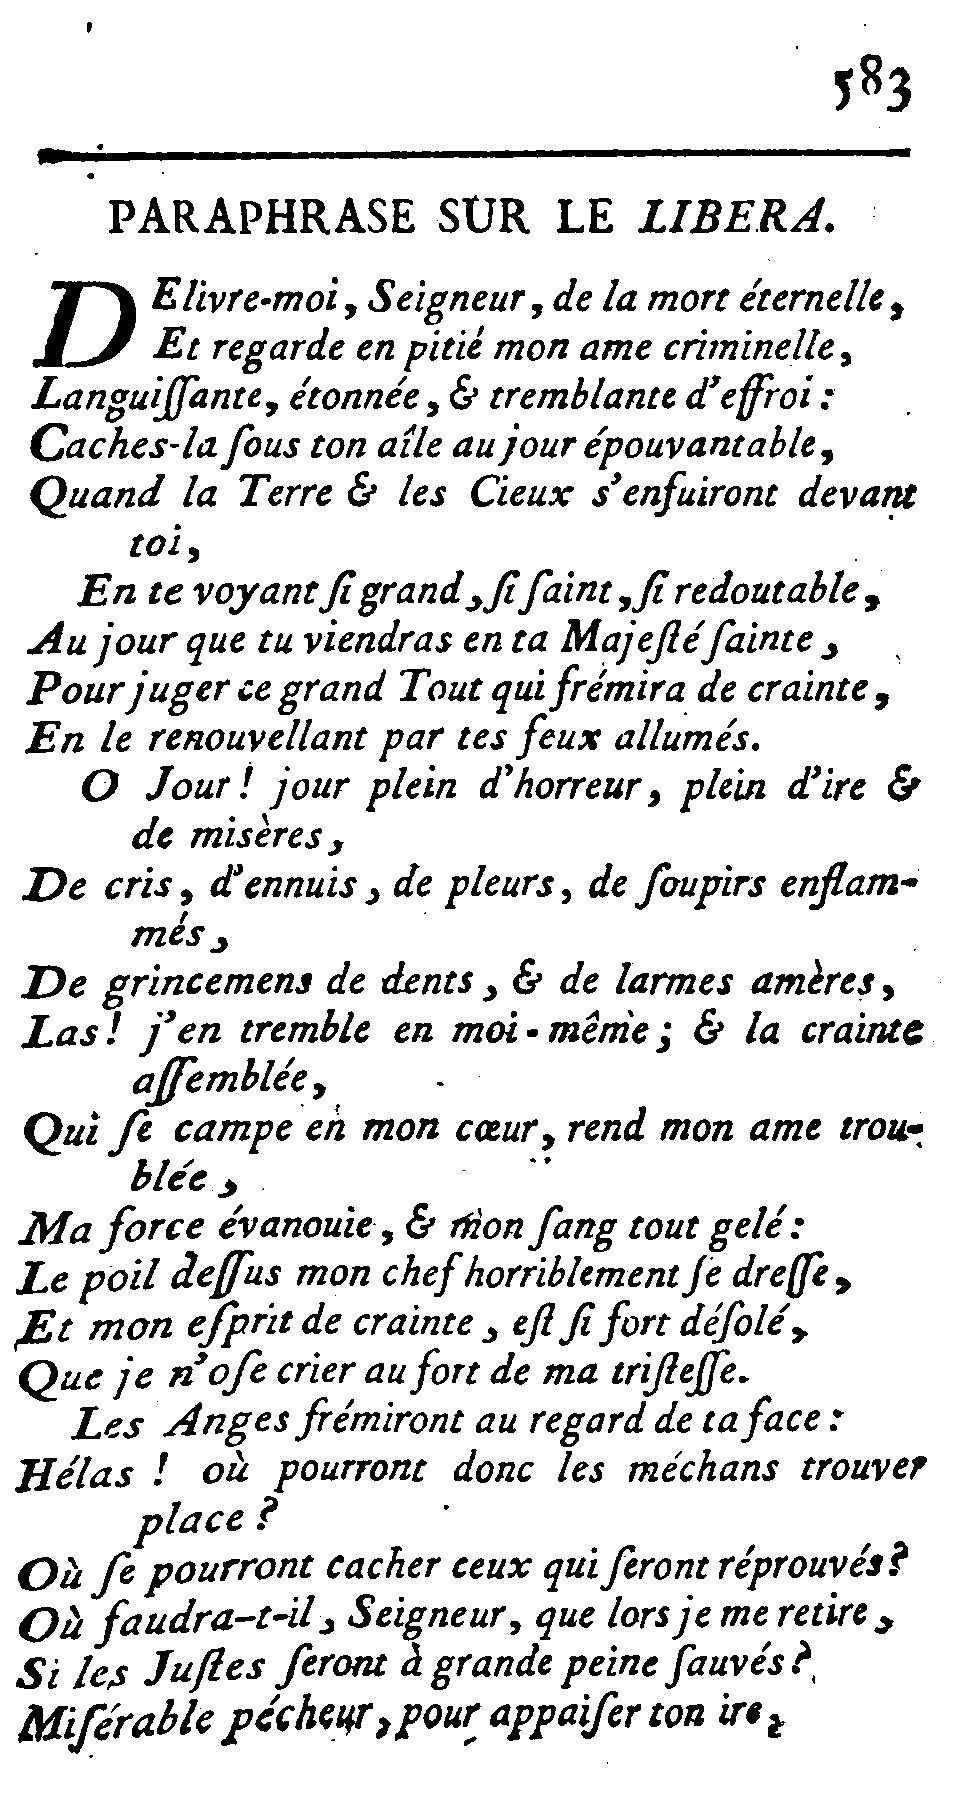 583
PARAPHRASE SUR LE LIBERA.
DElivre-moi, Seigneur, de la mort éternelle,
Et regarde en pitié mon ame criminelle,
Languiſſante, étonnée, & tremblante d'effroi :
Caches-la ſous ton aîle au jour épouvantable,
Quand la Terre & les Cieux s'enfuiront devant
toi,
En te voyant ſi grand, ſi ſaint, ſi redoutable,
Au jour que tu viendras en ta Majeſté ſainte,
Pour juger ce grand Tout qui frémira de crainte,
En le renouvellant par tes feux allumés.
O Jour ! jour plein d'horreur, plein d'ire &
de misères,
De cris, d'ennuis, de pleurs, de ſoupirs enflam-
més,
De grincemens de dents, & de larmes amères,
Las ! j'en tremble en moi-même ; & la crainte
aſſemblée,
Qui ſe campe en mon cœur, rend mon ame trou-
blée,
Ma force évanouie, & mon ſang tout gelé :
Le poil deſſus mon chef horriblement ſe dreſſe,
Et mon eſprit de crainte, eſt ſi fort déſolé,
Que je n'oſe crier au fort de ma triſteſſe.
Les Anges frémiront au regard de ta face :
Hélas ! où pourront donc les méchans trouver
place ?
Où ſe pourront cacher ceux qui ſeront réprouvés ?
Où faudra-t-il, Seigneur, que lors je me retire,
Si les Juſtes ſeront à grande peine ſauvés ?
Miſérable pécheur, pour appaiſer ton ire,